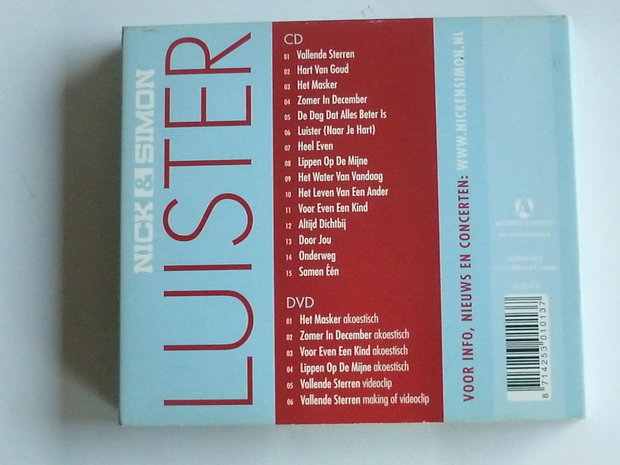 NICK & SIMON
LUISTER
CD
01 Vallende Sterren
02 Hart Van Goud
03 Het Masker
04 Zomer In December
05 De Dag Dat Alles Beter Is
06 Luister (Naar Je Hart)
07 Heel Even
08 Lippen Op De Mijne
09 Het Water Van Vandaag
10 Het Leven Van Een Ander
11 Voor Even Een Kind
12 Altijd Dichtbij
13 Door Jou
14 Onderweg
15 Samen Één
DVD
01 Het Masker akoestisch
02 Zomer In December akoestisch
03 Voor Even Een Kind akoestisch
04 Lippen Op De Mijne akoestisch
05 Vallende Sterren videoclip
06 Vallende Sterren making of videoclip
VOOR INFO, NIEUWS EN CONCERTEN: WWW.NICKENSIMON.NL
8 714253 010137